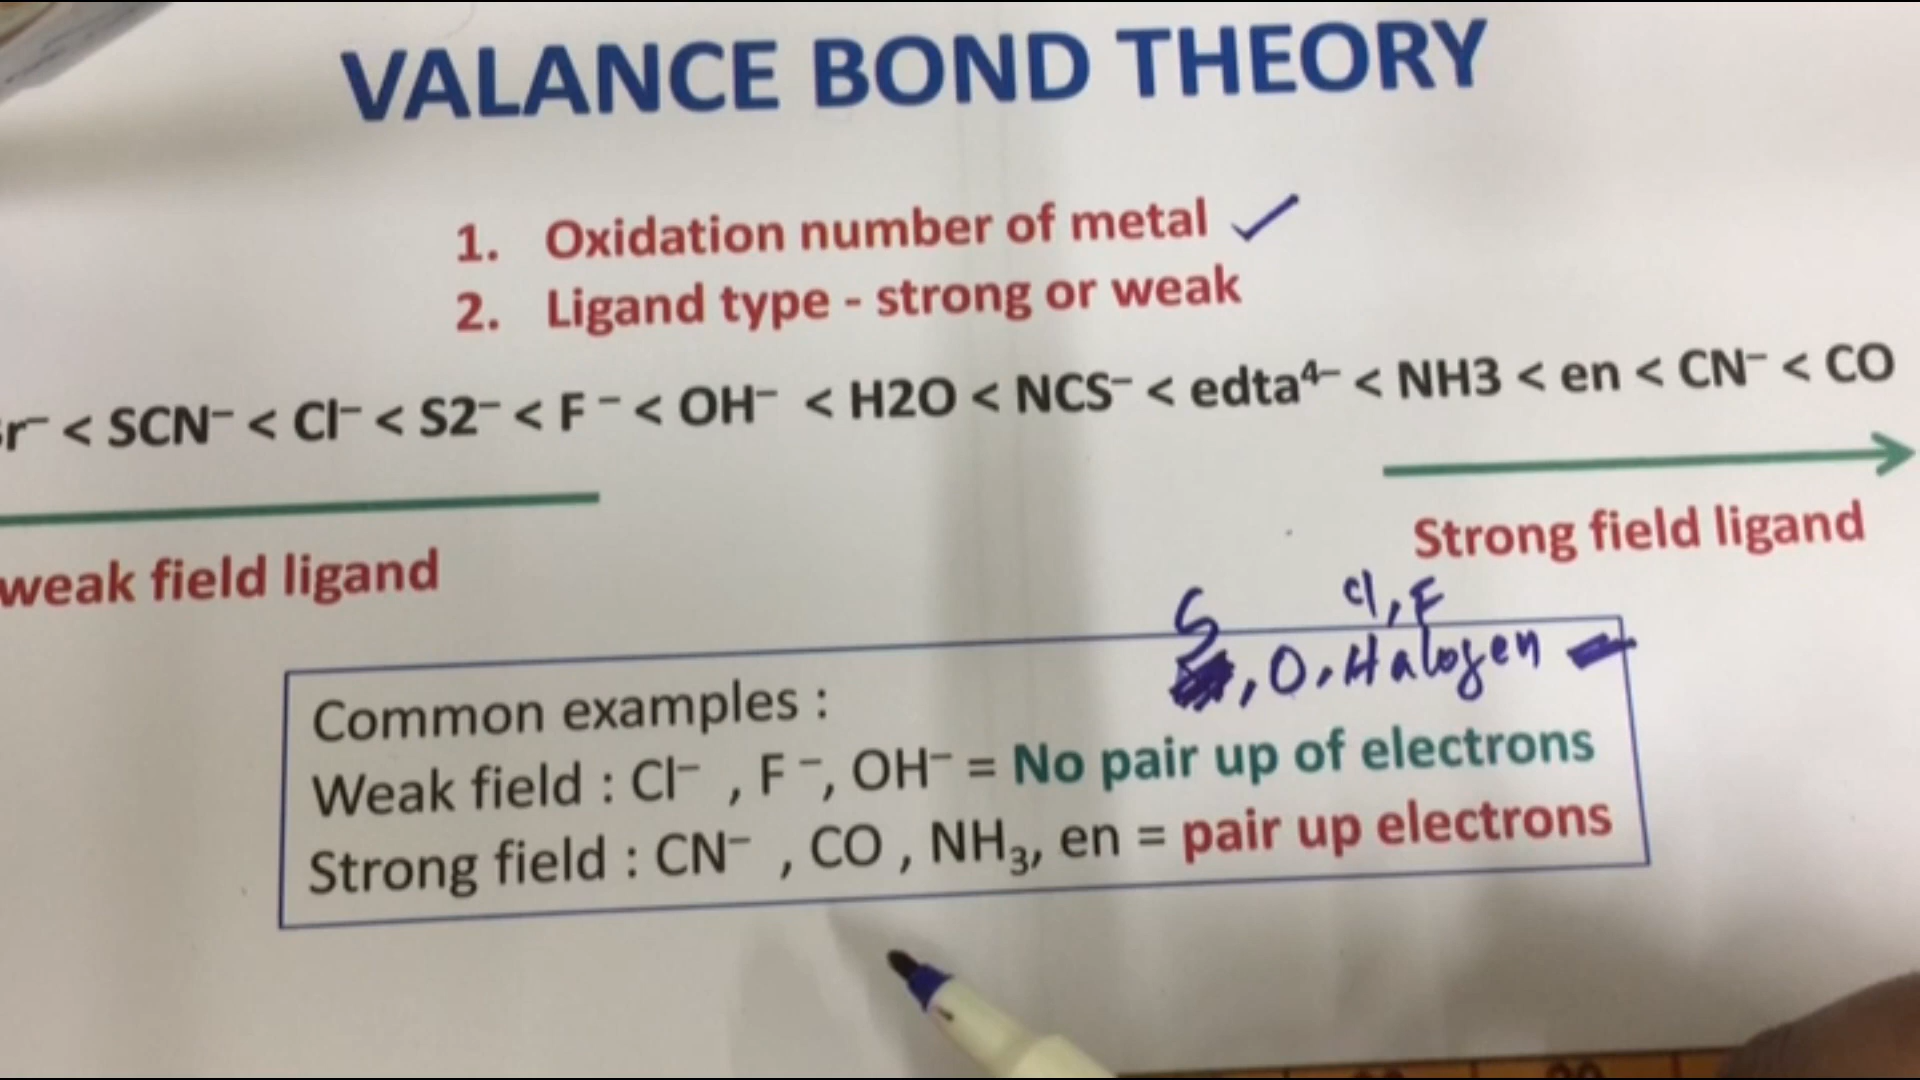 VALANCE BOND THEORY
1. Oxidation number of metal ✓
2. Ligand type - strong or weak
r⁻ < SCN⁻ < Cl⁻ < S2⁻ < F⁻ < OH⁻ < H2O < NCS⁻ < edta⁴⁻ < NH3 < en < CN⁻ < CO
weak field ligand
Strong field ligand
S Cl, F
, O, Halogen
Common examples :
Weak field : Cl⁻ , F⁻, OH⁻ = No pair up of electrons
Strong field : CN⁻ , CO , NH₃, en = pair up electrons